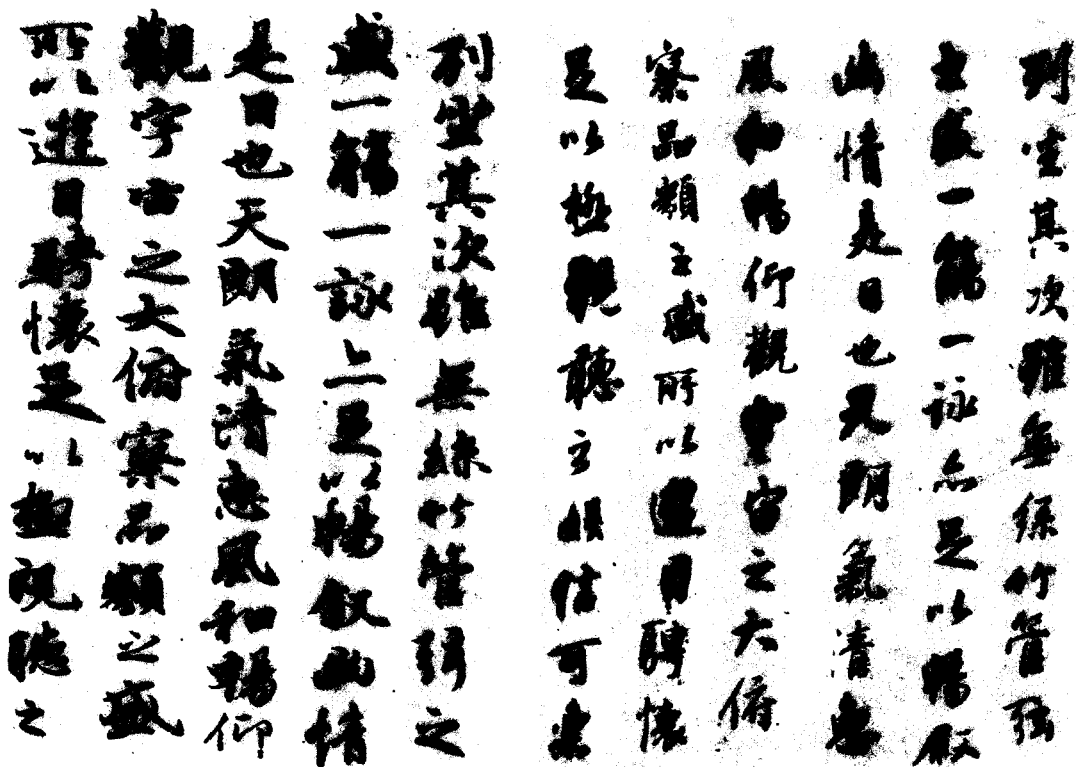 列坐其次雖無絲竹管弦
之盛一觴一詠亦足以暢叙
幽情是日也天朗氣清惠
風和暢仰觀宇宙之大俯
察品類之盛所以遊目騁懷
足以極視聽之娛信可樂
列坐其次雖無絲竹管弦之
盛一觴一詠亦足以暢叙幽情
是日也天朗氣清惠風和暢仰
觀宇宙之大俯察品類之盛
所以遊目騁懷足以極視聽之